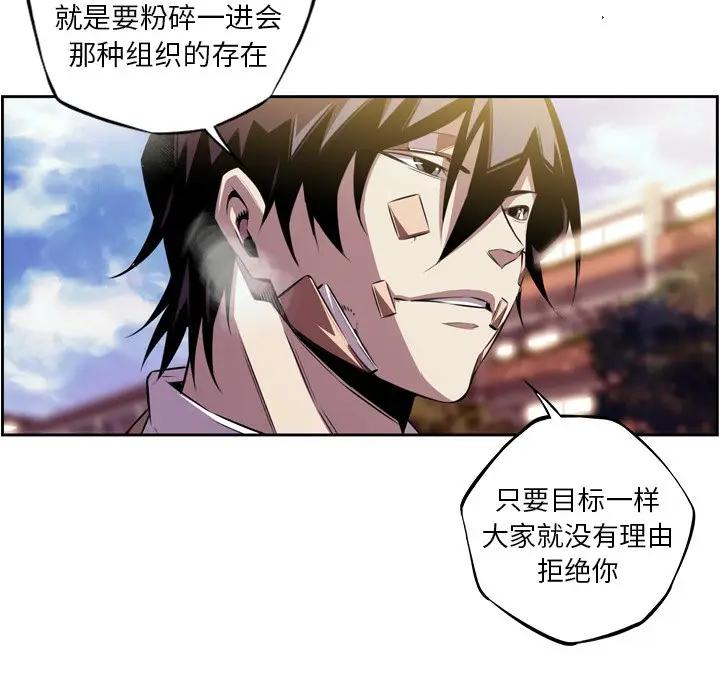 就是要粉碎一进会
那种组织的存在
只要目标一样
大家就没有理由
拒绝你